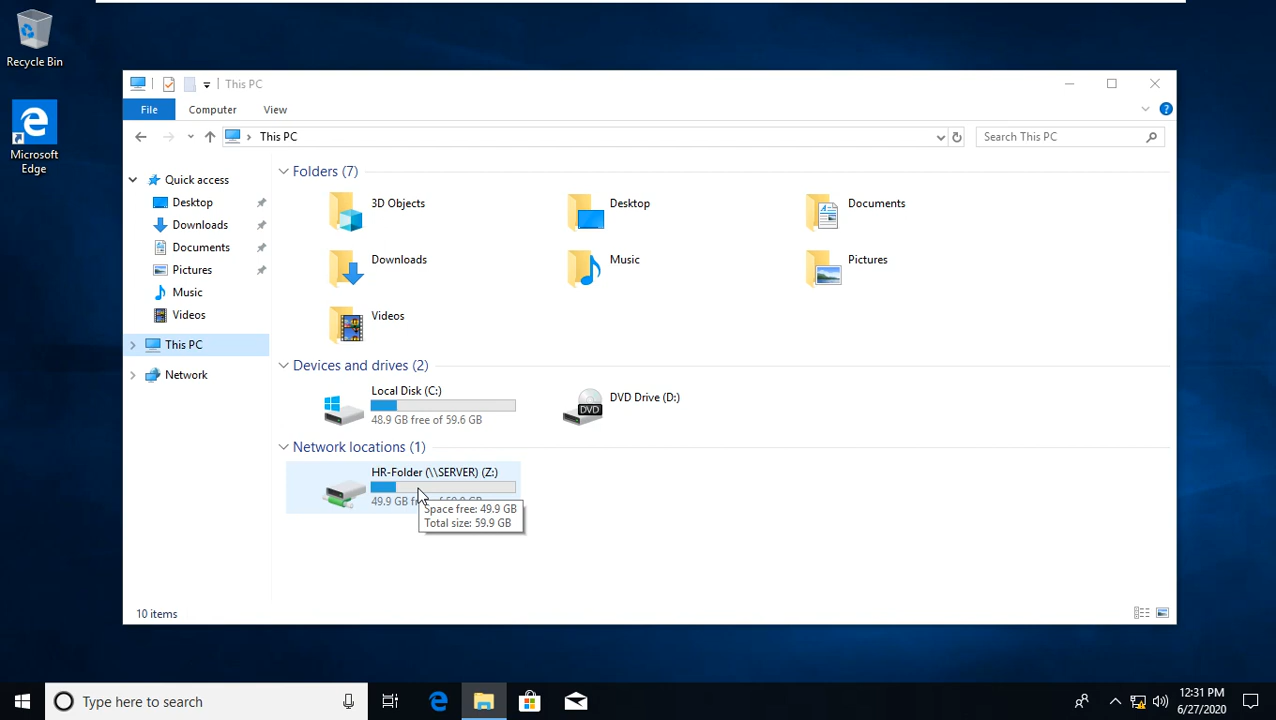 Recycle Bin
Microsoft
Edge
This PC
File
Computer
View
This PC
Search This PC
Quick access
Desktop
Downloads
Documents
Pictures
Music
Videos
This PC
Network
Folders (7)
3D Objects
Desktop
Documents
Downloads
Music
Pictures
Videos
Devices and drives (2)
Local Disk (C:)
48.9 GB free of 59.6 GB
DVD Drive (D:)
DVD
Network locations (1)
HR-Folder (\\SERVER) (Z:)
49.9 GB free of 59.9 GB
Space free: 49.9 GB
Total size: 59.9 GB
10 items
Type here to search
12:31 PM
6/27/2020